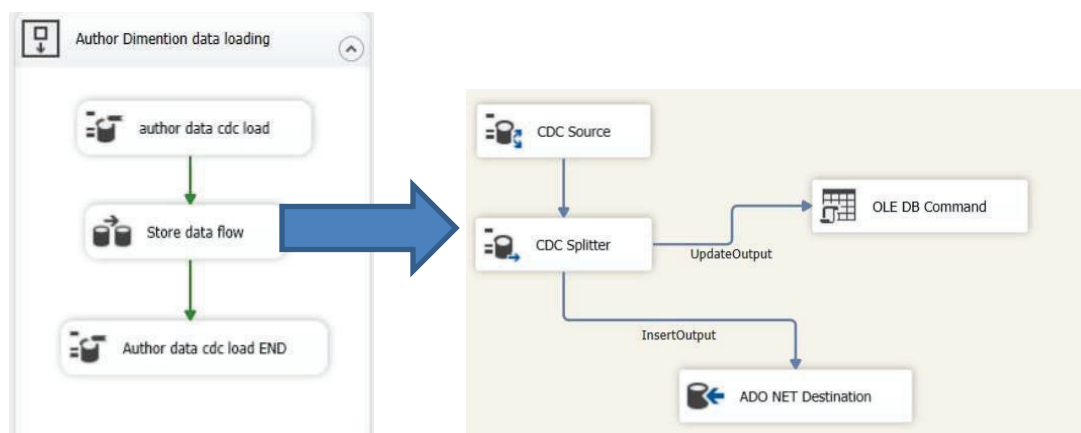 Author Dimention data loading
author data cdc load
Store data flow
Author data cdc load END
CDC Source
CDC Splitter
OLE DB Command
UpdateOutput
InsertOutput
ADO NET Destination